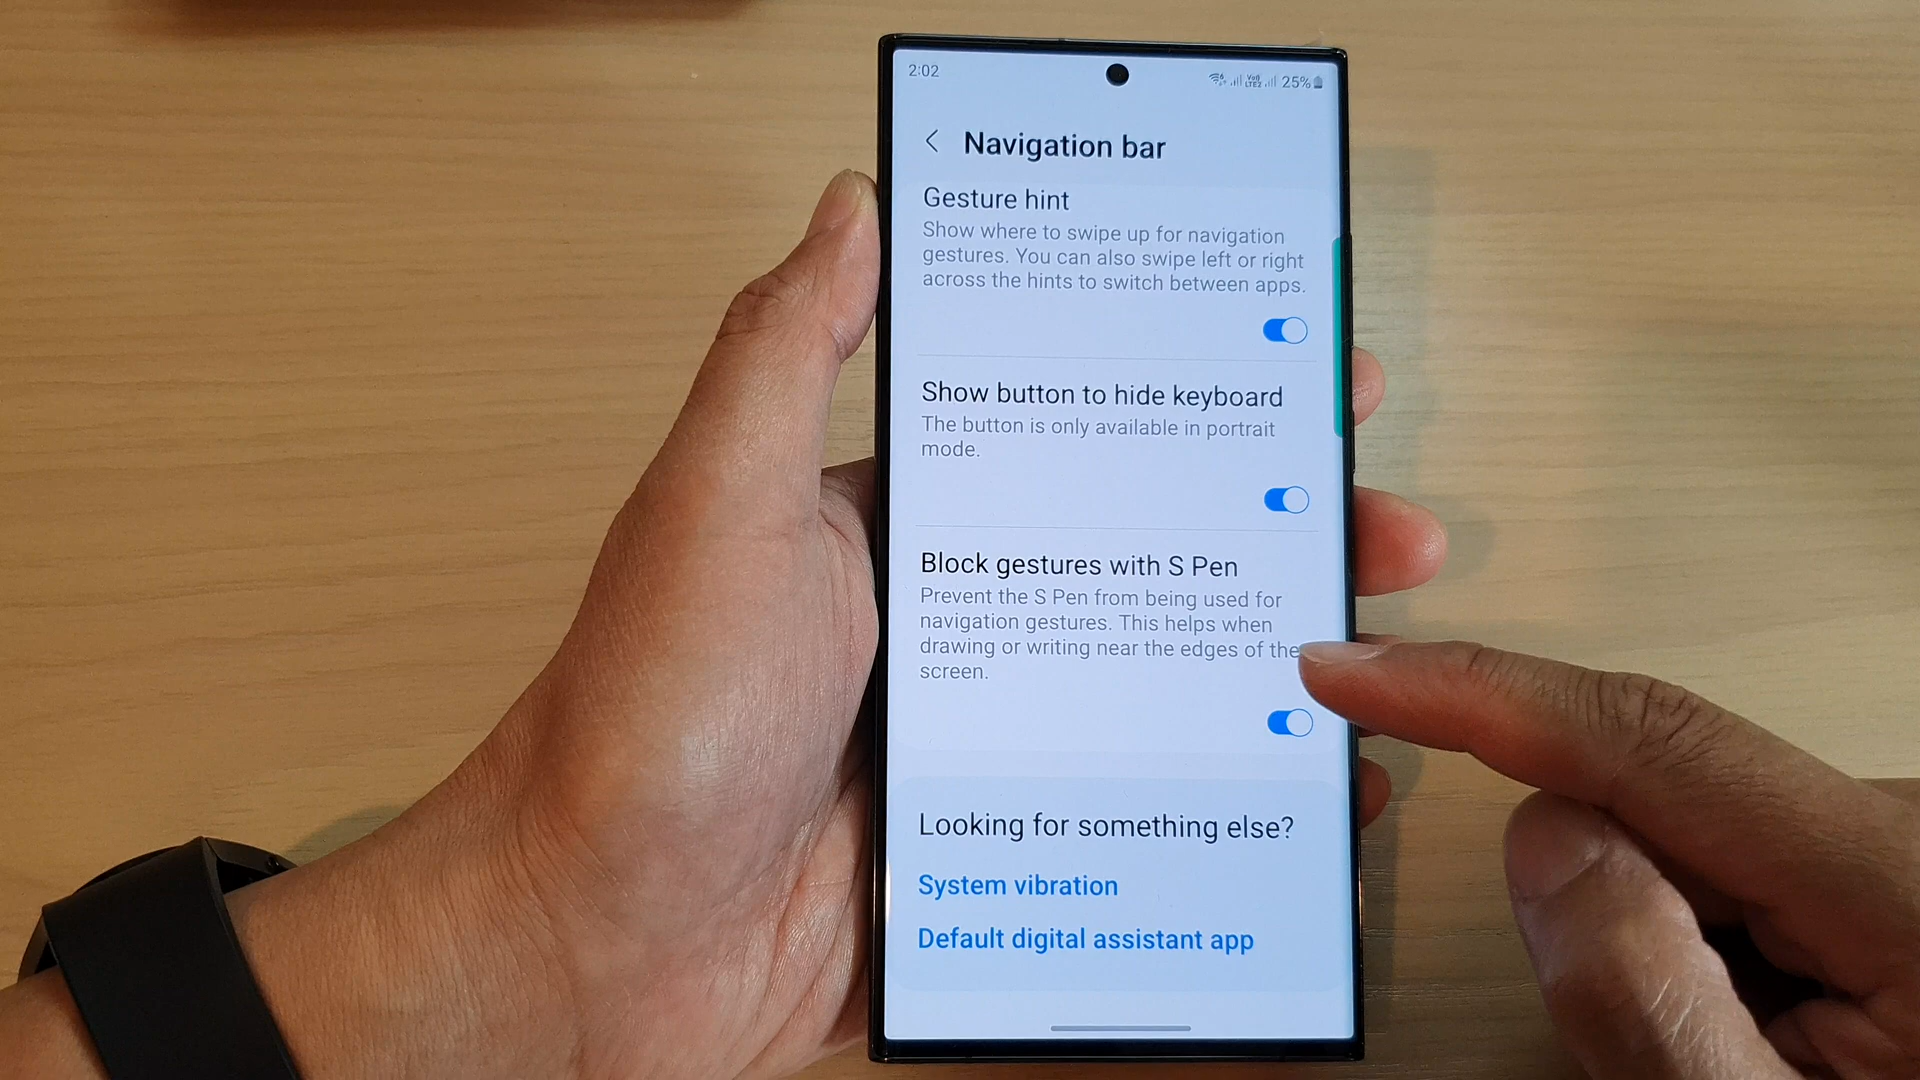 2:02
25%
Navigation bar
Gesture hint
Show where to swipe up for navigation
gestures. You can also swipe left or right
across the hints to switch between apps.
Show button to hide keyboard
The button is only available in portrait
mode.
Block gestures with S Pen
Prevent the S Pen from being used for
navigation gestures. This helps when
drawing or writing near the edges of the
screen.
Looking for something else?
System vibration
Default digital assistant app